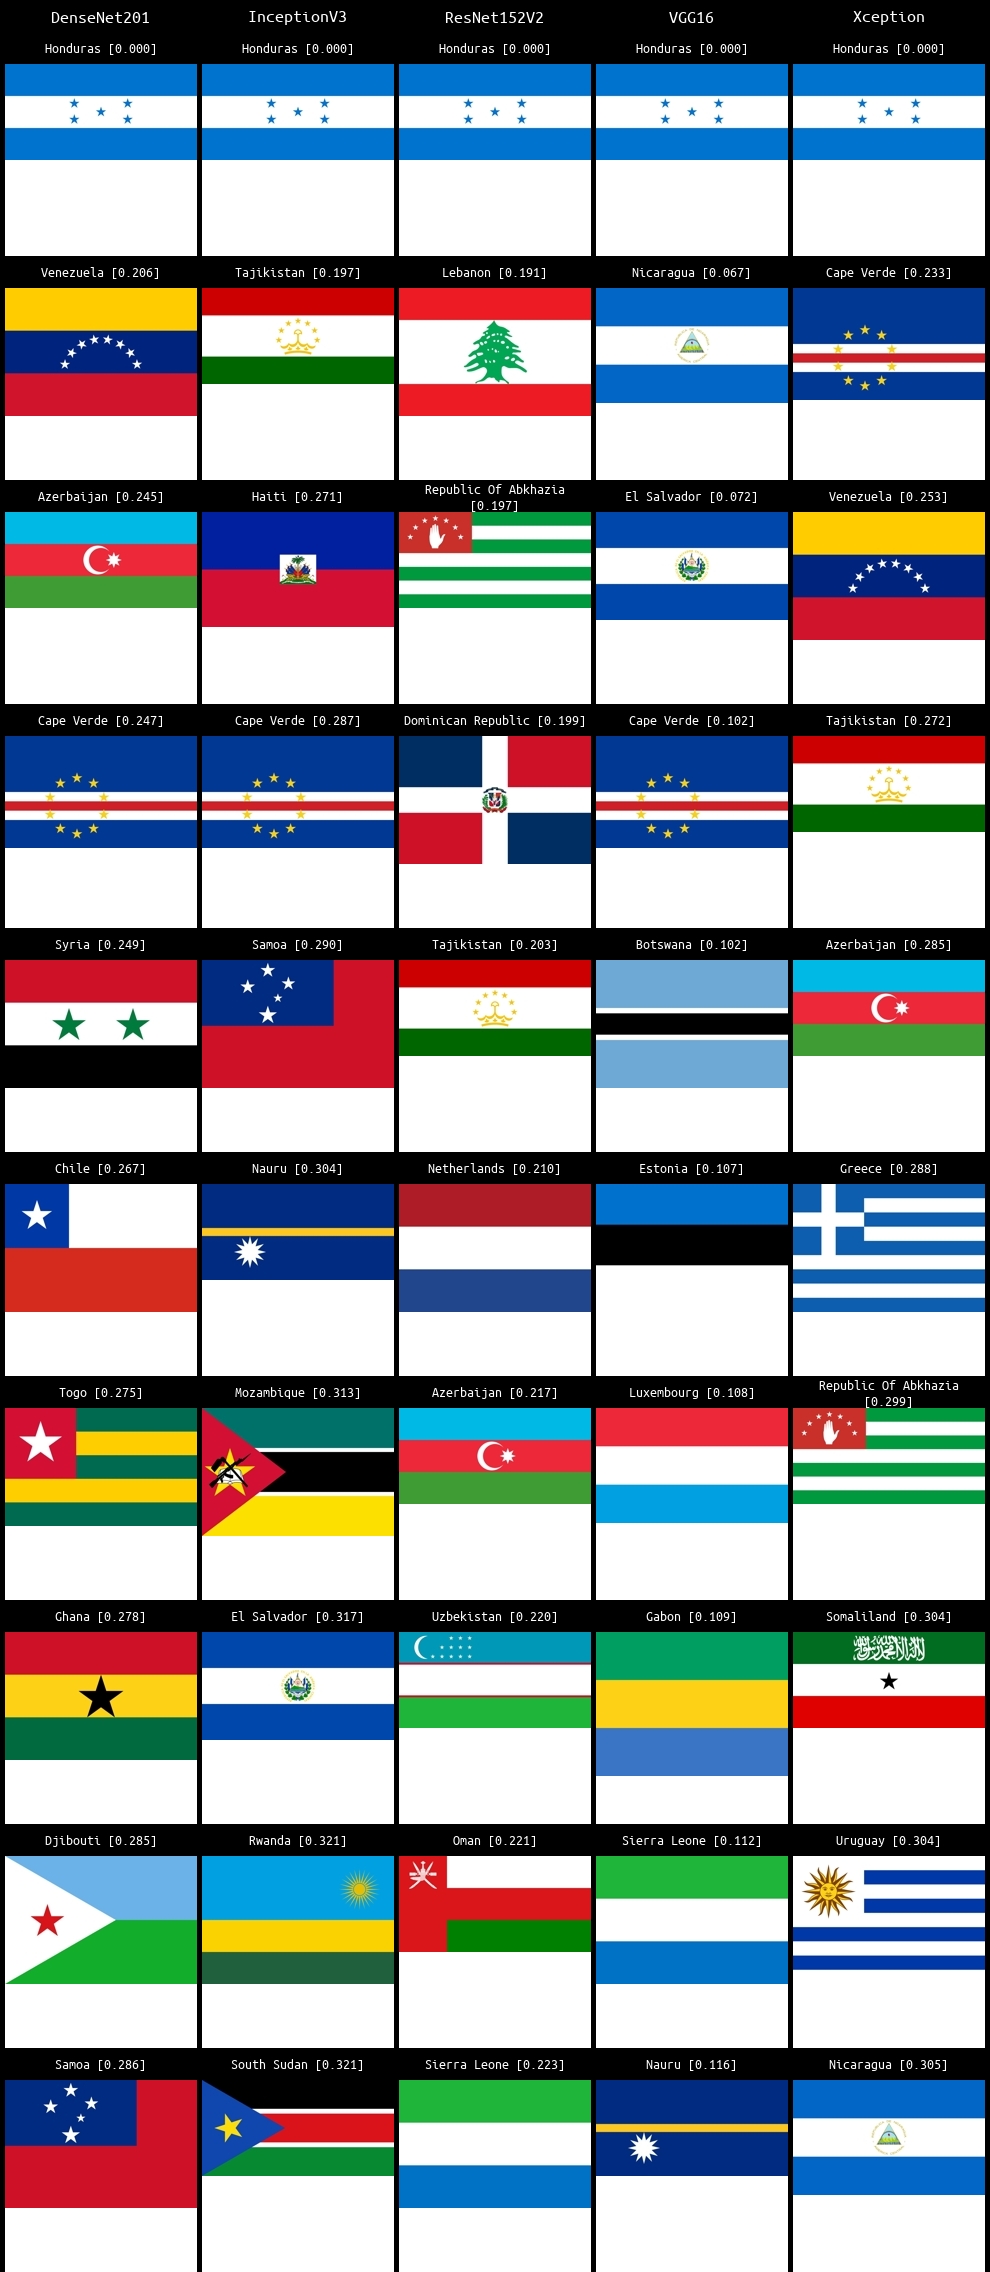 DenseNet201 InceptionV3 ResNet152V2 VGG16 Xception
Honduras [0.000] Honduras [0.000] Honduras [0.000] Honduras [0.000] Honduras [0.000]
Venezuela [0.206] Tajikistan [0.197] Lebanon [0.191] Nicaragua [0.067] Cape Verde [0.233]
Azerbaijan [0.245] Haiti [0.271] Republic Of Abkhazia [0.197] El Salvador [0.072] Venezuela [0.253]
Cape Verde [0.247] Cape Verde [0.287] Dominican Republic [0.199] Cape Verde [0.102] Tajikistan [0.272]
Syria [0.249] Samoa [0.290] Tajikistan [0.203] Botswana [0.102] Azerbaijan [0.285]
Chile [0.267] Nauru [0.304] Netherlands [0.210] Estonia [0.107] Greece [0.288]
Togo [0.275] Mozambique [0.313] Azerbaijan [0.217] Luxembourg [0.108] Republic Of Abkhazia [0.299]
Ghana [0.278] El Salvador [0.317] Uzbekistan [0.220] Gabon [0.109] Somaliland [0.304]
Djibouti [0.285] Rwanda [0.321] Oman [0.221] Sierra Leone [0.112] Uruguay [0.304]
Samoa [0.286] South Sudan [0.321] Sierra Leone [0.223] Nauru [0.116] Nicaragua [0.305]